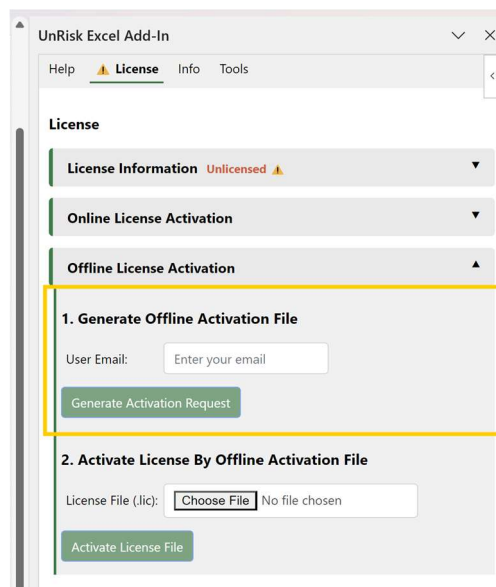 UnRisk Excel Add-In
Help ⚠ License Info Tools
License
License Information Unlicensed ⚠
Online License Activation
Offline License Activation
1. Generate Offline Activation File
User Email: Enter your email
Generate Activation Request
2. Activate License By Offline Activation File
License File (.lic): Choose File No file chosen
Activate License File